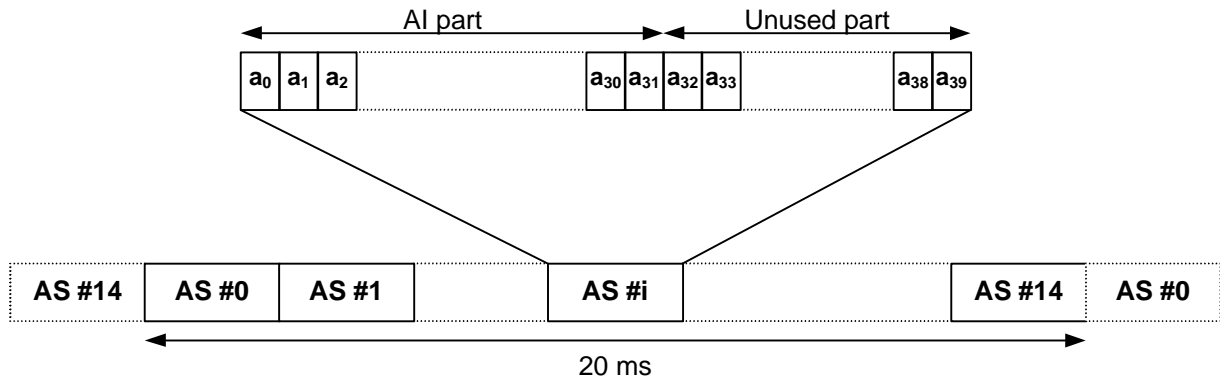 AI part Unused part
a₀ a₁ a₂ a₃₀ a₃₁ a₃₂ a₃₃ a₃₈ a₃₉
AS #14 AS #0 AS #1 AS #i AS #14 AS #0
20 ms